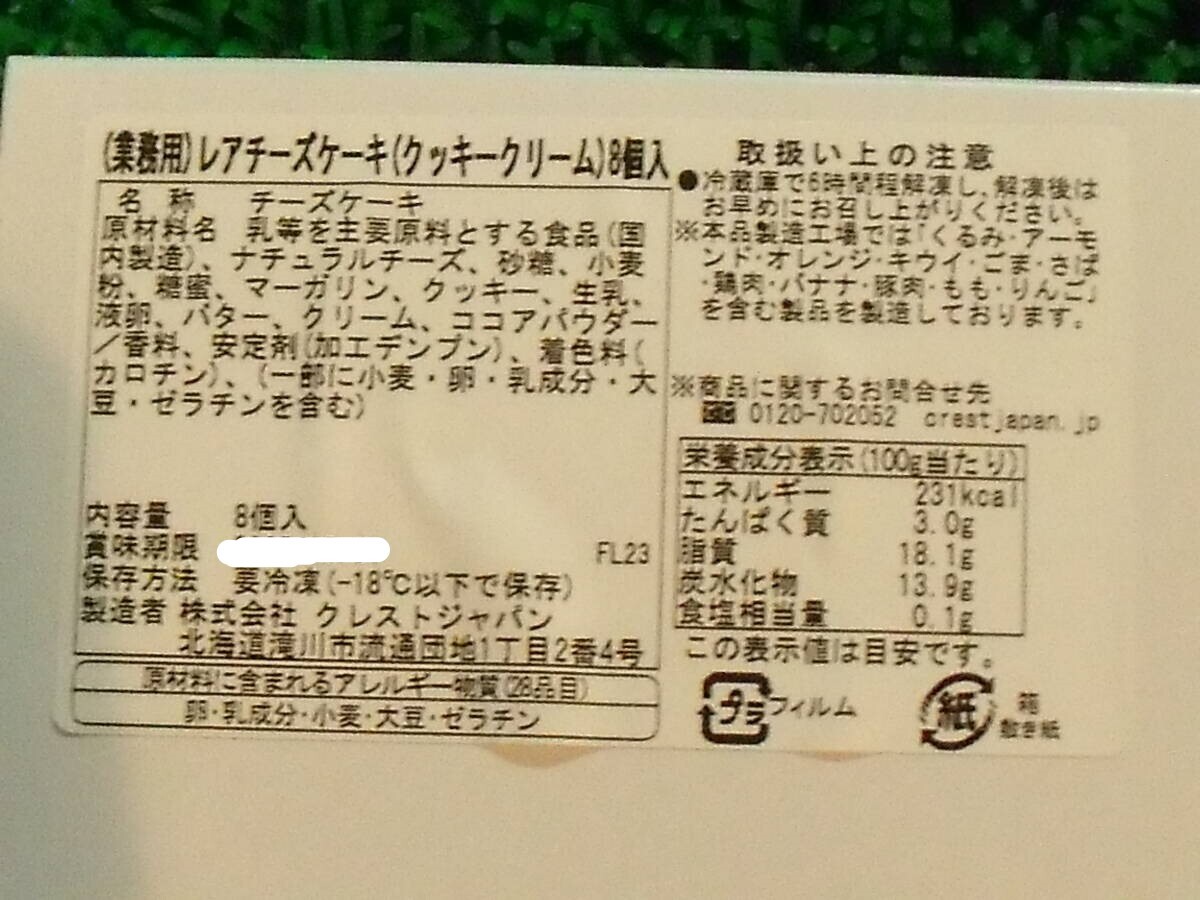 (業務用)レアチーズケーキ(クッキークリーム)8個入
名 称 チーズケーキ
原材料名 乳等を主要原料とする食品(国
内製造)、ナチュラルチーズ、砂糖、小麦
粉、糖蜜、マーガリン、クッキー、生乳、
液卵、バター、クリーム、ココアパウダー
/香料、安定剤(加工デンプン)、着色料(
カロチン)、(一部に小麦・卵・乳成分・大
豆・ゼラチンを含む)
内容量 8個入
賞味期限 FL23
保存方法 要冷凍(-18℃以下で保存)
製造者 株式会社 クレストジャパン
北海道滝川市流通団地1丁目2番4号
原材料に含まれるアレルギー物質(28品目)
卵・乳成分・小麦・大豆・ゼラチン
取扱い上の注意
●冷蔵庫で6時間程解凍し、解凍後は
お早めにお召し上がりください。
※本品製造工場では「くるみ・アーモ
ンド・オレンジ・キウイ・ごま・さば
・鶏肉・バナナ・豚肉・もも・りんご」
を含む製品を製造しております。
※商品に関するお問合せ先
0120-702052 crestjapan.jp
栄養成分表示(100g当たり)
エネルギー 231kcal
たんぱく質 3.0g
脂質 18.1g
炭水化物 13.9g
食塩相当量 0.1g
この表示値は目安です。
プラ フィルム
紙 箱
敷き紙